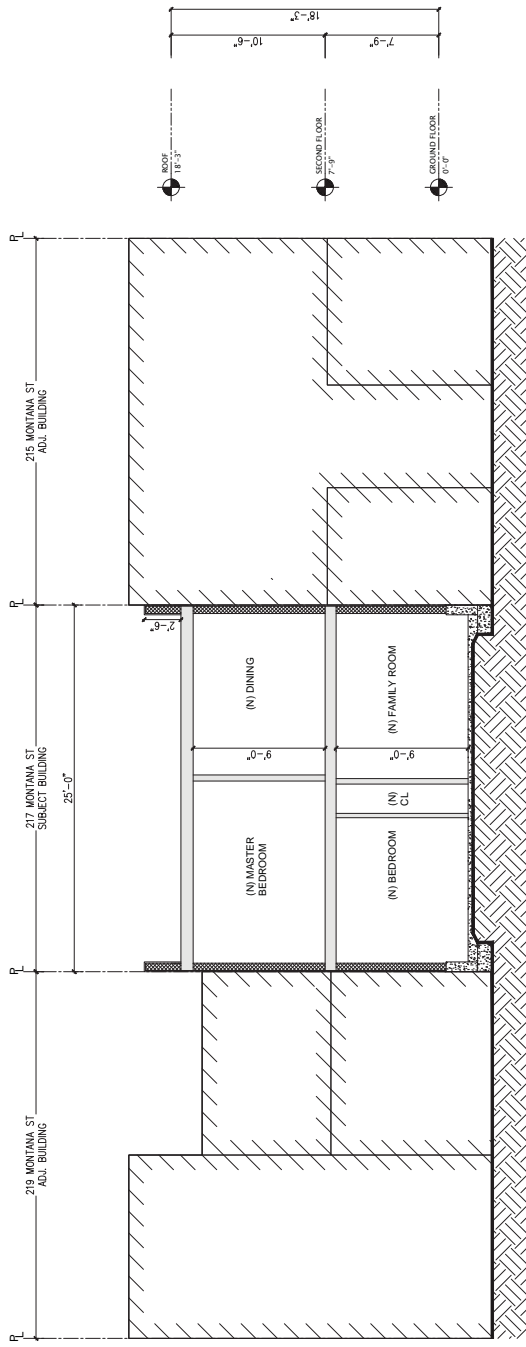 P L
219 MONTANA ST
ADJ. BUILDING
P L
217 MONTANA ST
SUBJECT BUILDING
25'-0"
P L
215 MONTANA ST
ADJ. BUILDING
P L
2'-6"
(N) MASTER
BEDROOM
9'-0"
(N) DINING
(N) BEDROOM
(N)
CL
9'-0"
(N) FAMILY ROOM
ROOF
18'-3"
SECOND FLOOR
7'-9"
GROUND FLOOR
0'-0"
10'-6"
7'-9"
18'-3"